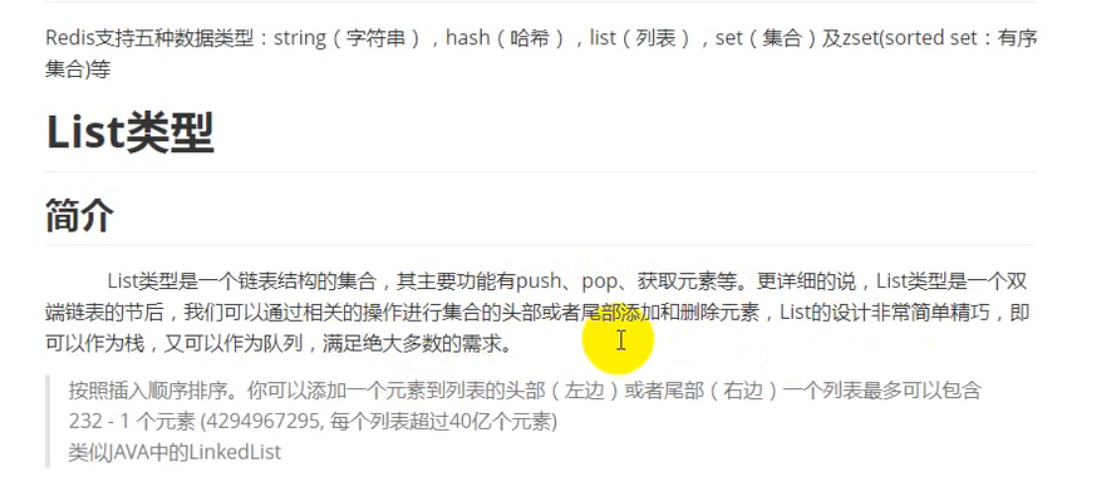 Redis支持五种数据类型：string（字符串），hash（哈希），list（列表），set（集合）及zset(sorted set：有序
集合)等
List类型
简介
List类型是一个链表结构的集合，其主要功能有push、pop、获取元素等。更详细的说，List类型是一个双
端链表的节后，我们可以通过相关的操作进行集合的头部或者尾部添加和删除元素，List的设计非常简单精巧，即
可以作为栈，又可以作为队列，满足绝大多数的需求。
按照插入顺序排序。你可以添加一个元素到列表的头部（左边）或者尾部（右边）一个列表最多可以包含
232 - 1 个元素 (4294967295, 每个列表超过40亿个元素)
类似JAVA中的LinkedList